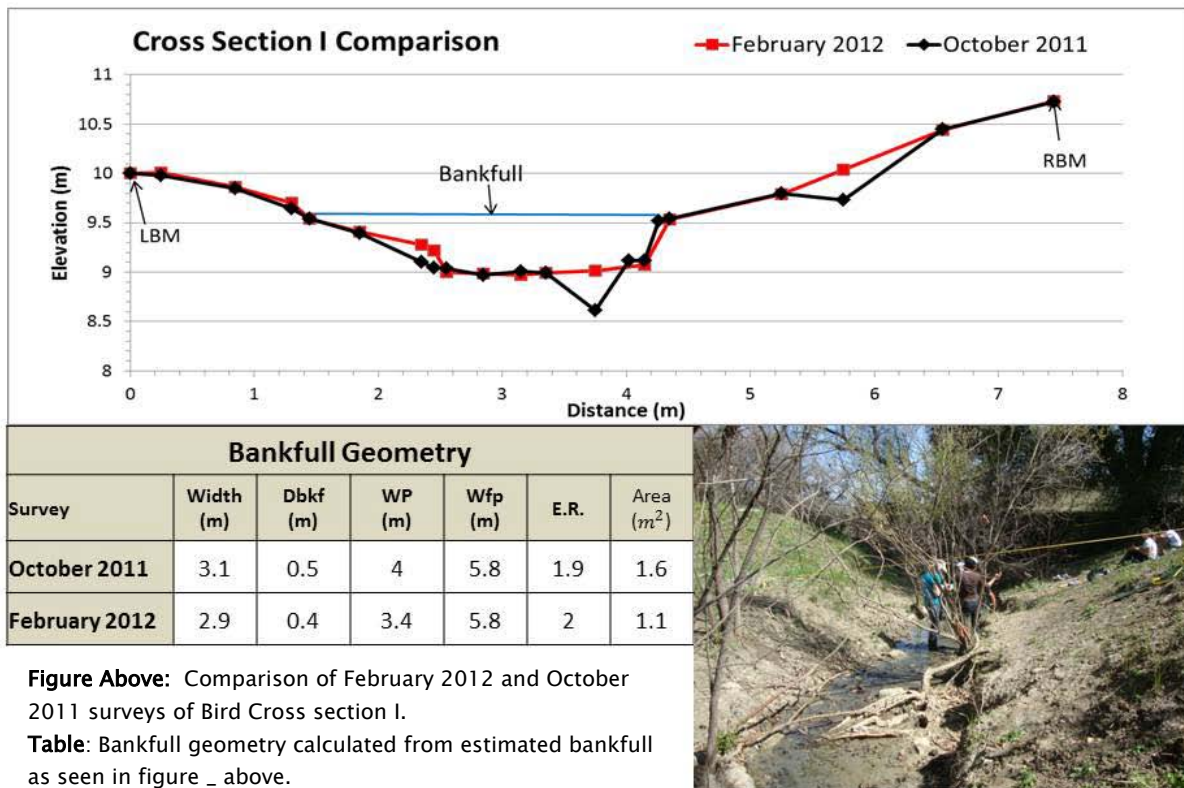 Cross Section I Comparison
February 2012 October 2011
11
10.5
10
9.5
9
8.5
8
Elevation (m)
LBM
Bankfull
RBM
0 1 2 3 4 5 6 7 8
Distance (m)
Bankfull Geometry
Survey Width (m) Dbkf (m) WP (m) Wfp (m) E.R. Area (m²)
October 2011 3.1 0.5 4 5.8 1.9 1.6
February 2012 2.9 0.4 3.4 5.8 2 1.1
Figure Above: Comparison of February 2012 and October
2011 surveys of Bird Cross section I.
Table: Bankfull geometry calculated from estimated bankfull
as seen in figure _ above.